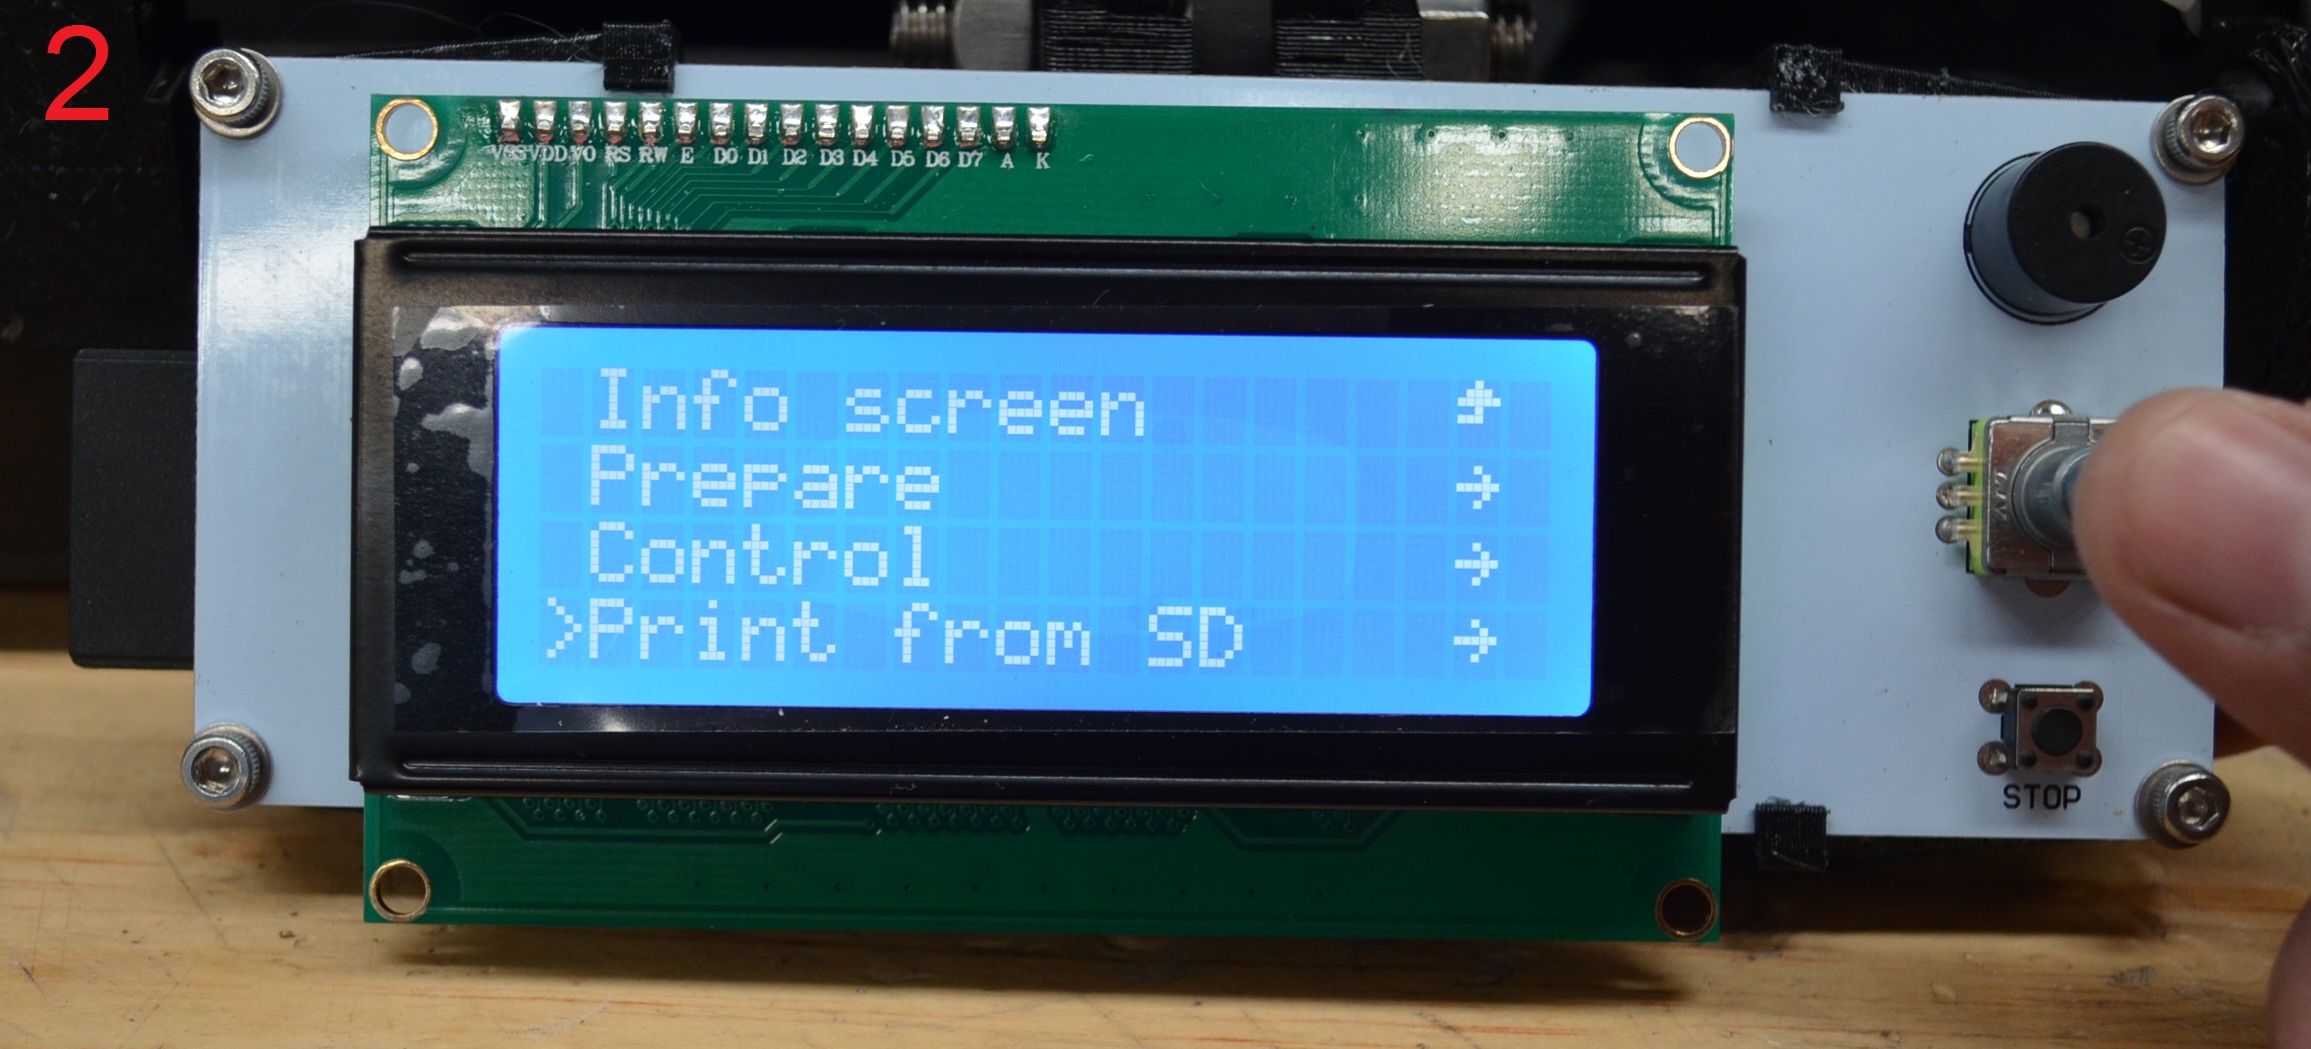 2
VSS VDD VO RS RW E D0 D1 D2 D3 D4 D5 D6 D7 A K
Info screen
Prepare →
Control →
>Print from SD →
STOP